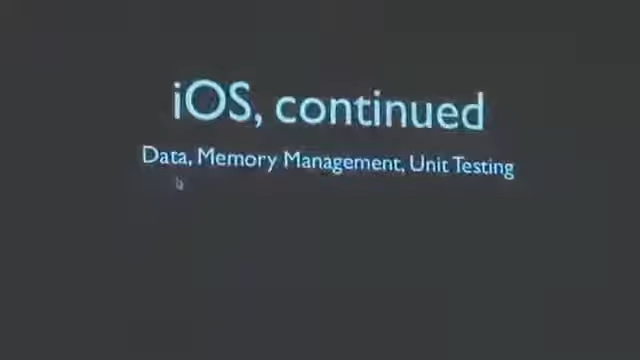 iOS, continued
Data, Memory Management, Unit Testing